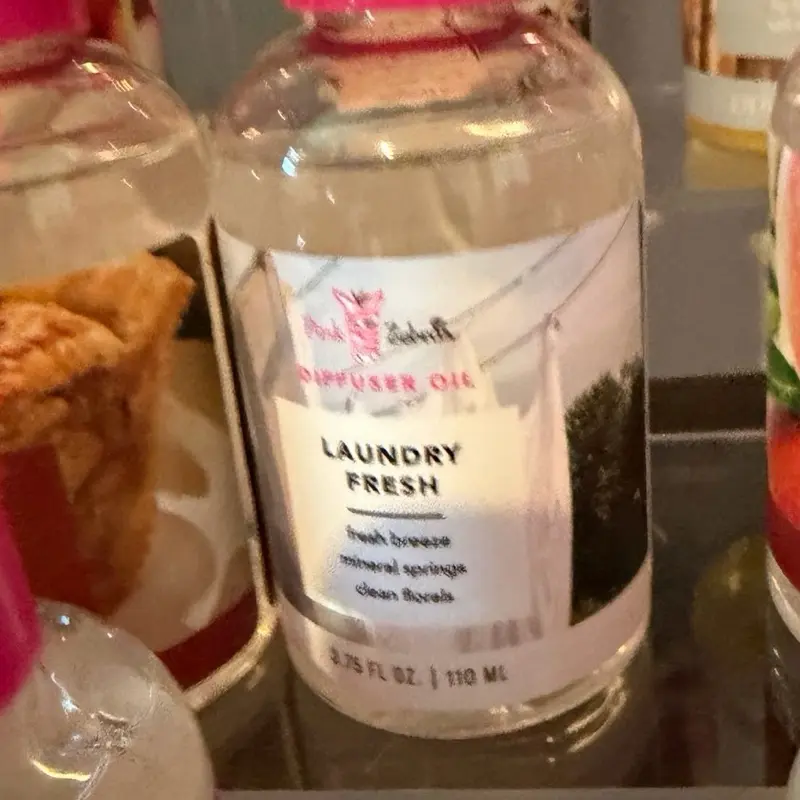 Pink Zebra
DIFFUSER OIL
LAUNDRY
FRESH
fresh breeze
mineral springs
clean florals
3.75 FL OZ. | 110 ML